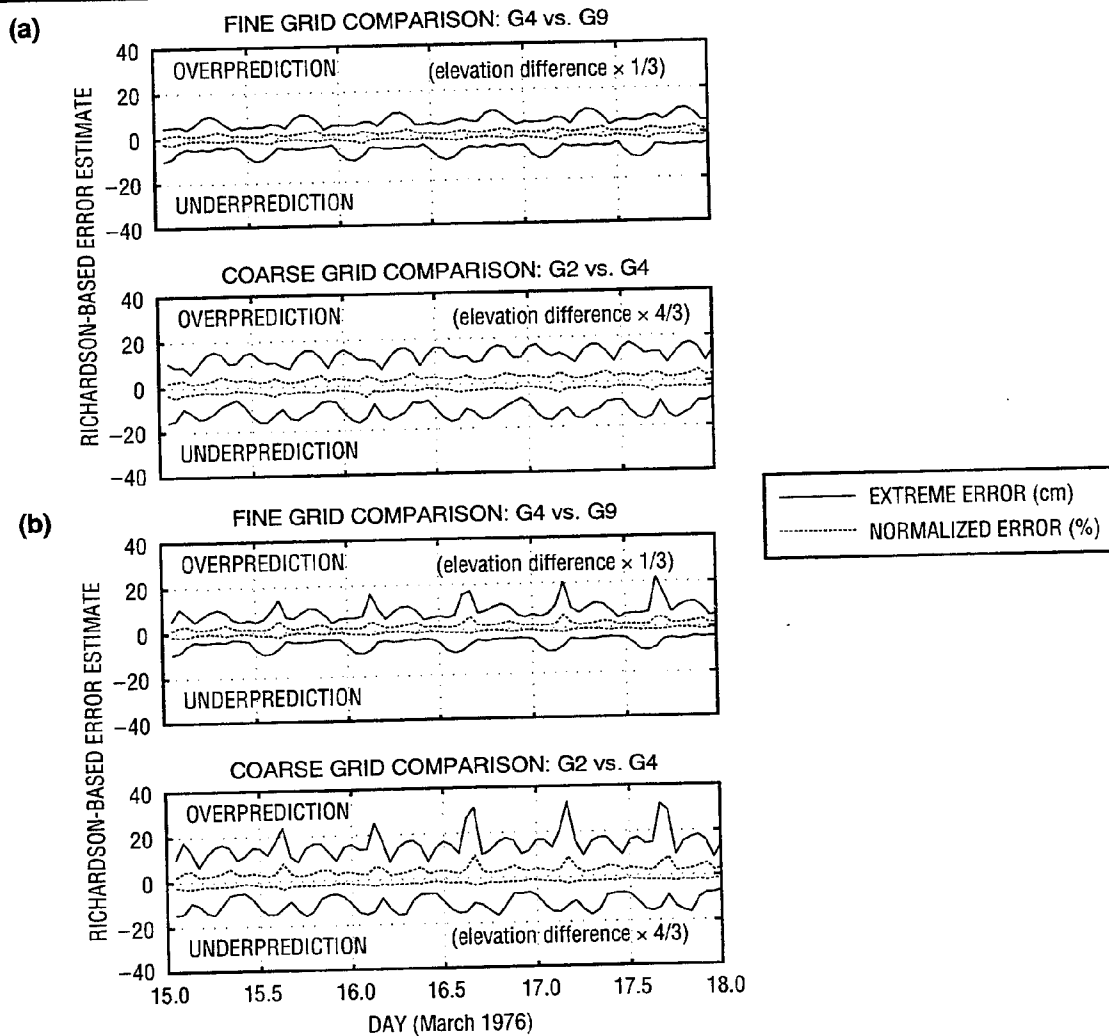 (a)
FINE GRID COMPARISON: G4 vs. G9
RICHARDSON-BASED ERROR ESTIMATE
40
20
0
−20
−40
OVERPREDICTION
(elevation difference × 1/3)
UNDERPREDICTION
COARSE GRID COMPARISON: G2 vs. G4
40
20
0
−20
−40
OVERPREDICTION
(elevation difference × 4/3)
UNDERPREDICTION
EXTREME ERROR (cm)
NORMALIZED ERROR (%)
(b)
FINE GRID COMPARISON: G4 vs. G9
RICHARDSON-BASED ERROR ESTIMATE
40
20
0
−20
−40
OVERPREDICTION
(elevation difference × 1/3)
UNDERPREDICTION
COARSE GRID COMPARISON: G2 vs. G4
40
20
0
−20
−40
OVERPREDICTION
UNDERPREDICTION
(elevation difference × 4/3)
15.0 15.5 16.0 16.5 17.0 17.5 18.0
DAY (March 1976)